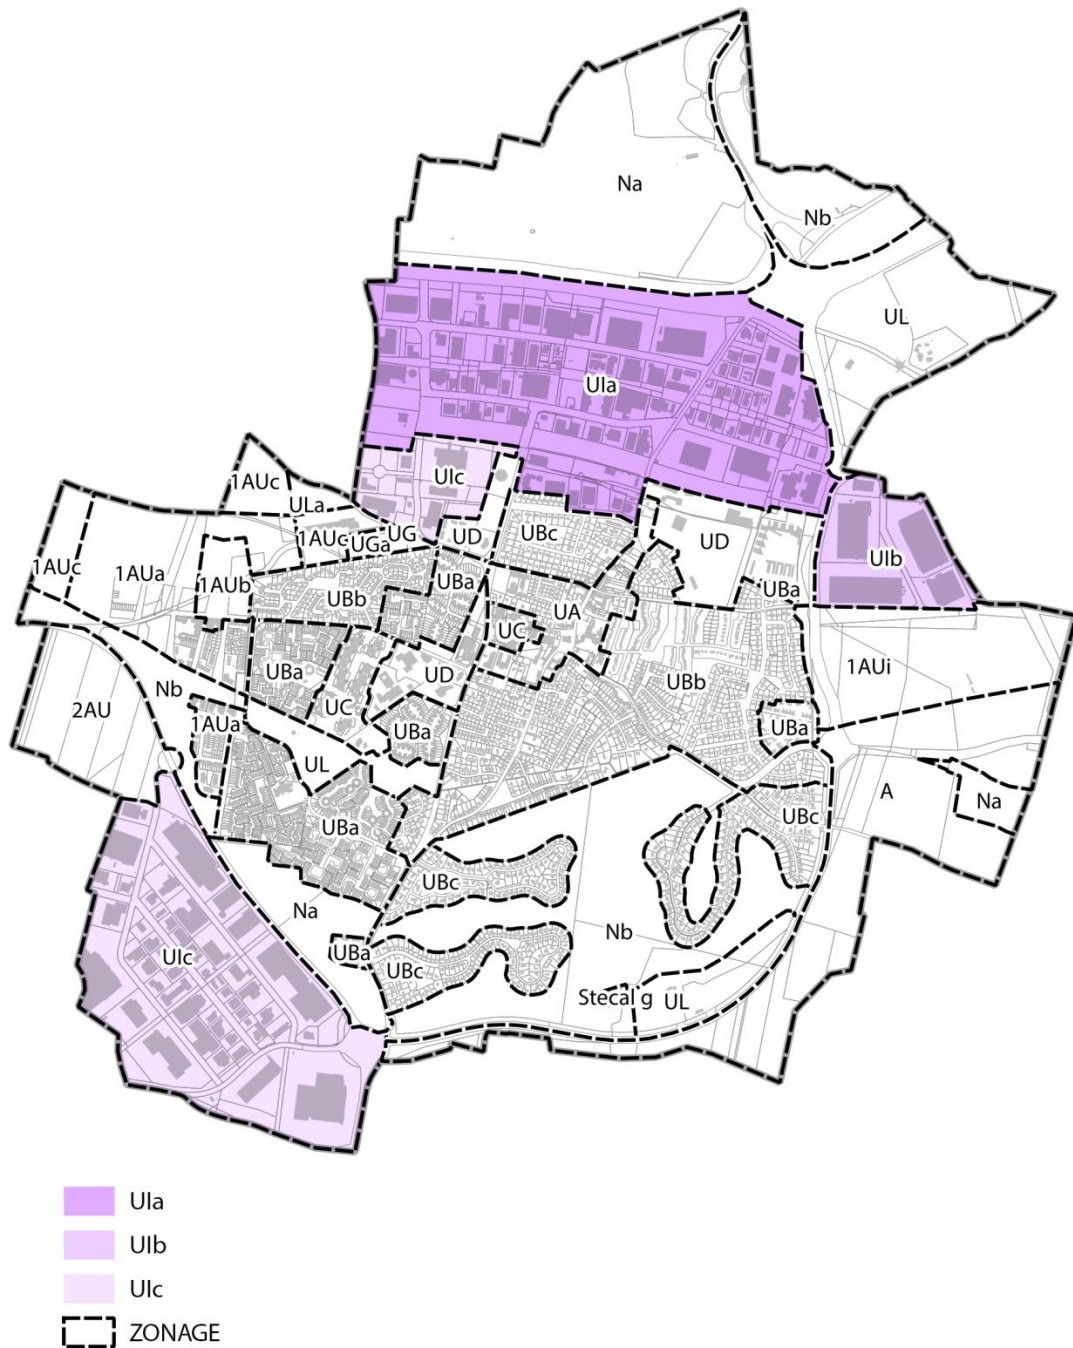 Na
Nb
UL
UIa
1AUc
ULa
UIc
1AUc
UGa
UG
UD
UBc
UD
UIb
1AUc
1AUa
1AUb
UBb
UBa
UC
UA
UBa
UBa
UC
UD
UBb
1AUi
2AU
Nb
1AUa
UL
UBa
UBa
UBa
A
Na
UBc
UBc
Na
UBa
UBc
Nb
UIc
Stecal g
UL
UIa
UIb
UIc
ZONAGE